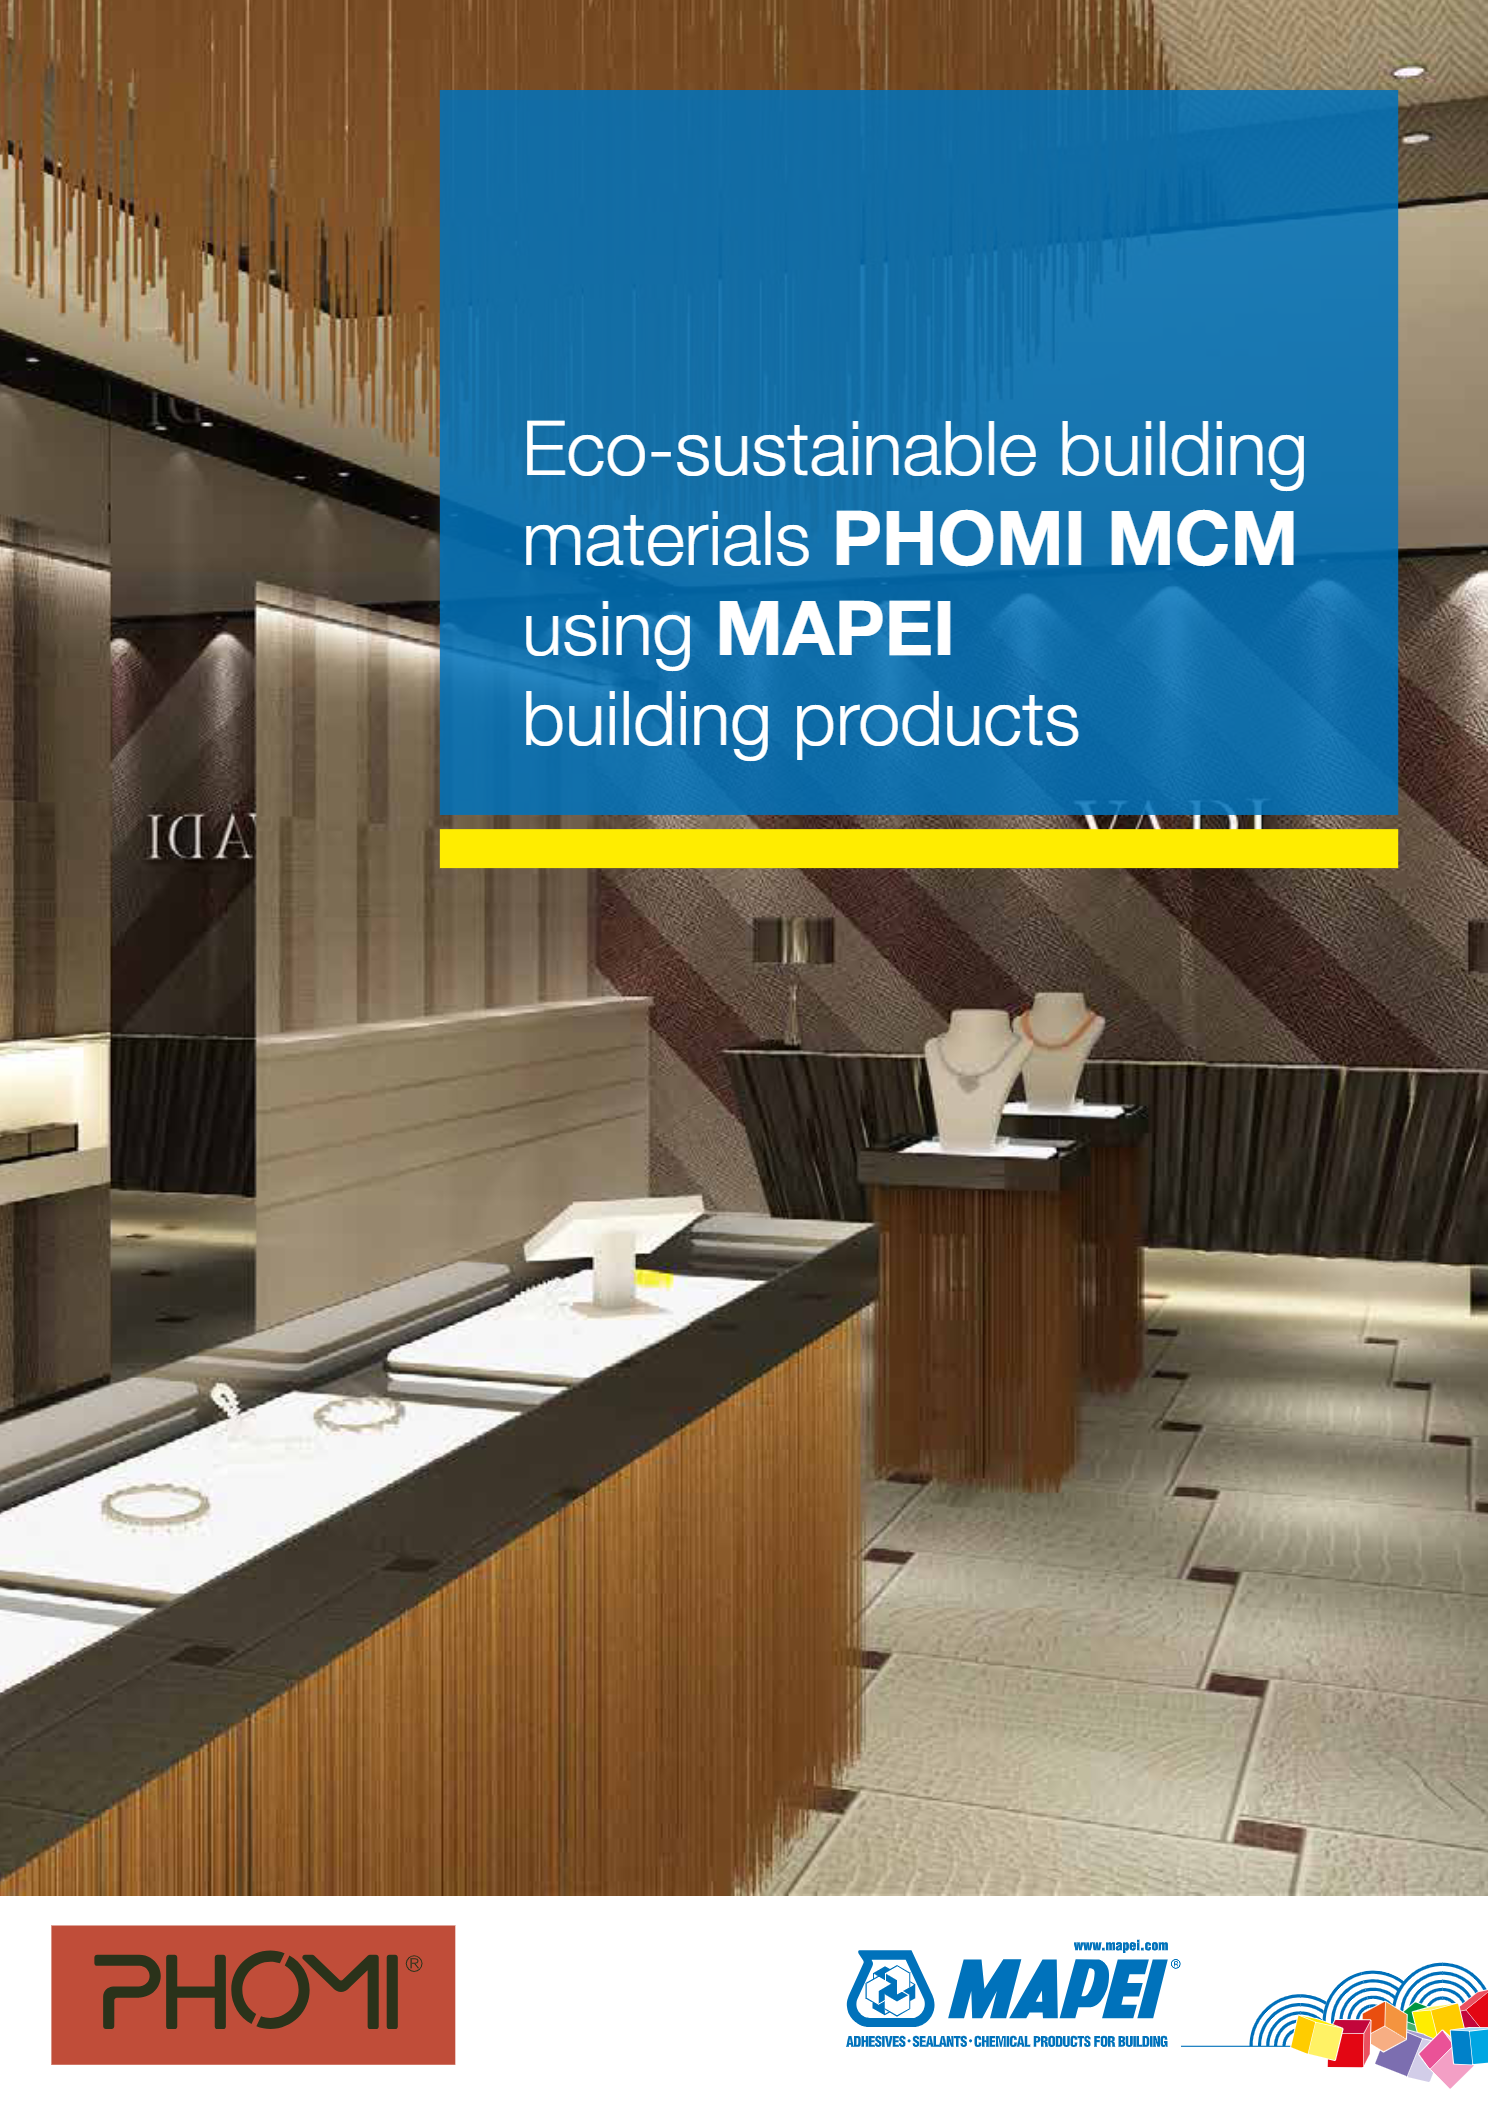 Eco-sustainable building
materials PHOMI MCM
using MAPEI
building products
PHOMI®
www.mapei.com
MAPEI®
ADHESIVES • SEALANTS • CHEMICAL PRODUCTS FOR BUILDING